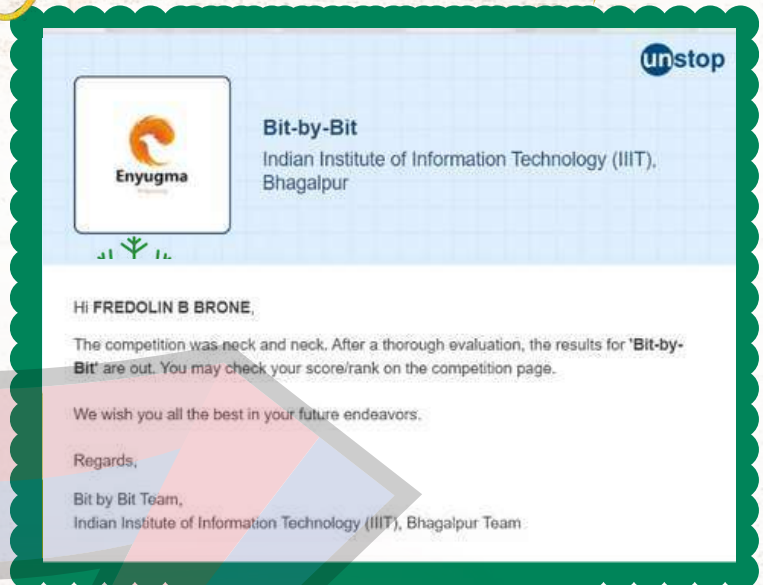 unstop
Enyugma
Bit-by-Bit
Indian Institute of Information Technology (IIIT),
Bhagalpur
Hi FREDOLIN B BRONE,
The competition was neck and neck. After a thorough evaluation, the results for 'Bit-by-
Bit' are out. You may check your score/rank on the competition page.
We wish you all the best in your future endeavors.
Regards,
Bit by Bit Team,
Indian Institute of Information Technology (IIIT), Bhagalpur Team